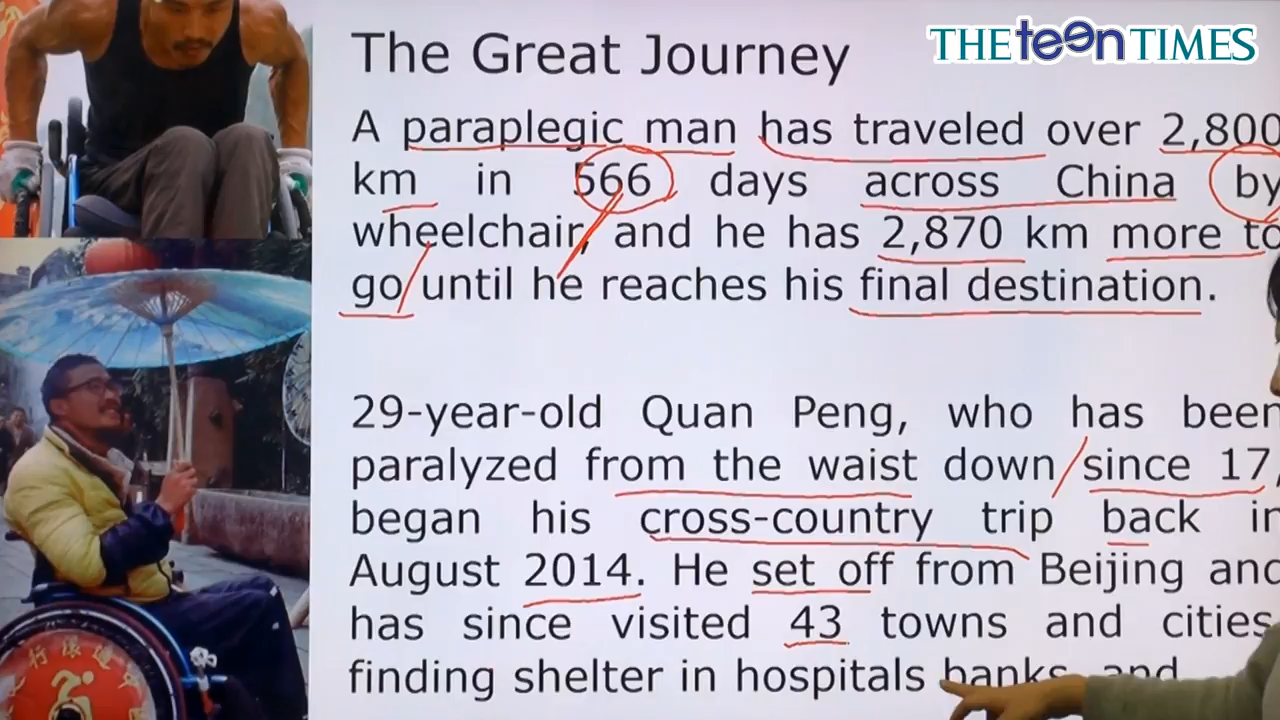 THE teen TIMES
The Great Journey
A paraplegic man has traveled over 2,800
km in 566 days across China by
wheelchair, and he has 2,870 km more to
go until he reaches his final destination.
29-year-old Quan Peng, who has been
paralyzed from the waist down since 17,
began his cross-country trip back in
August 2014. He set off from Beijing and
has since visited 43 towns and cities,
finding shelter in hospitals banks, and